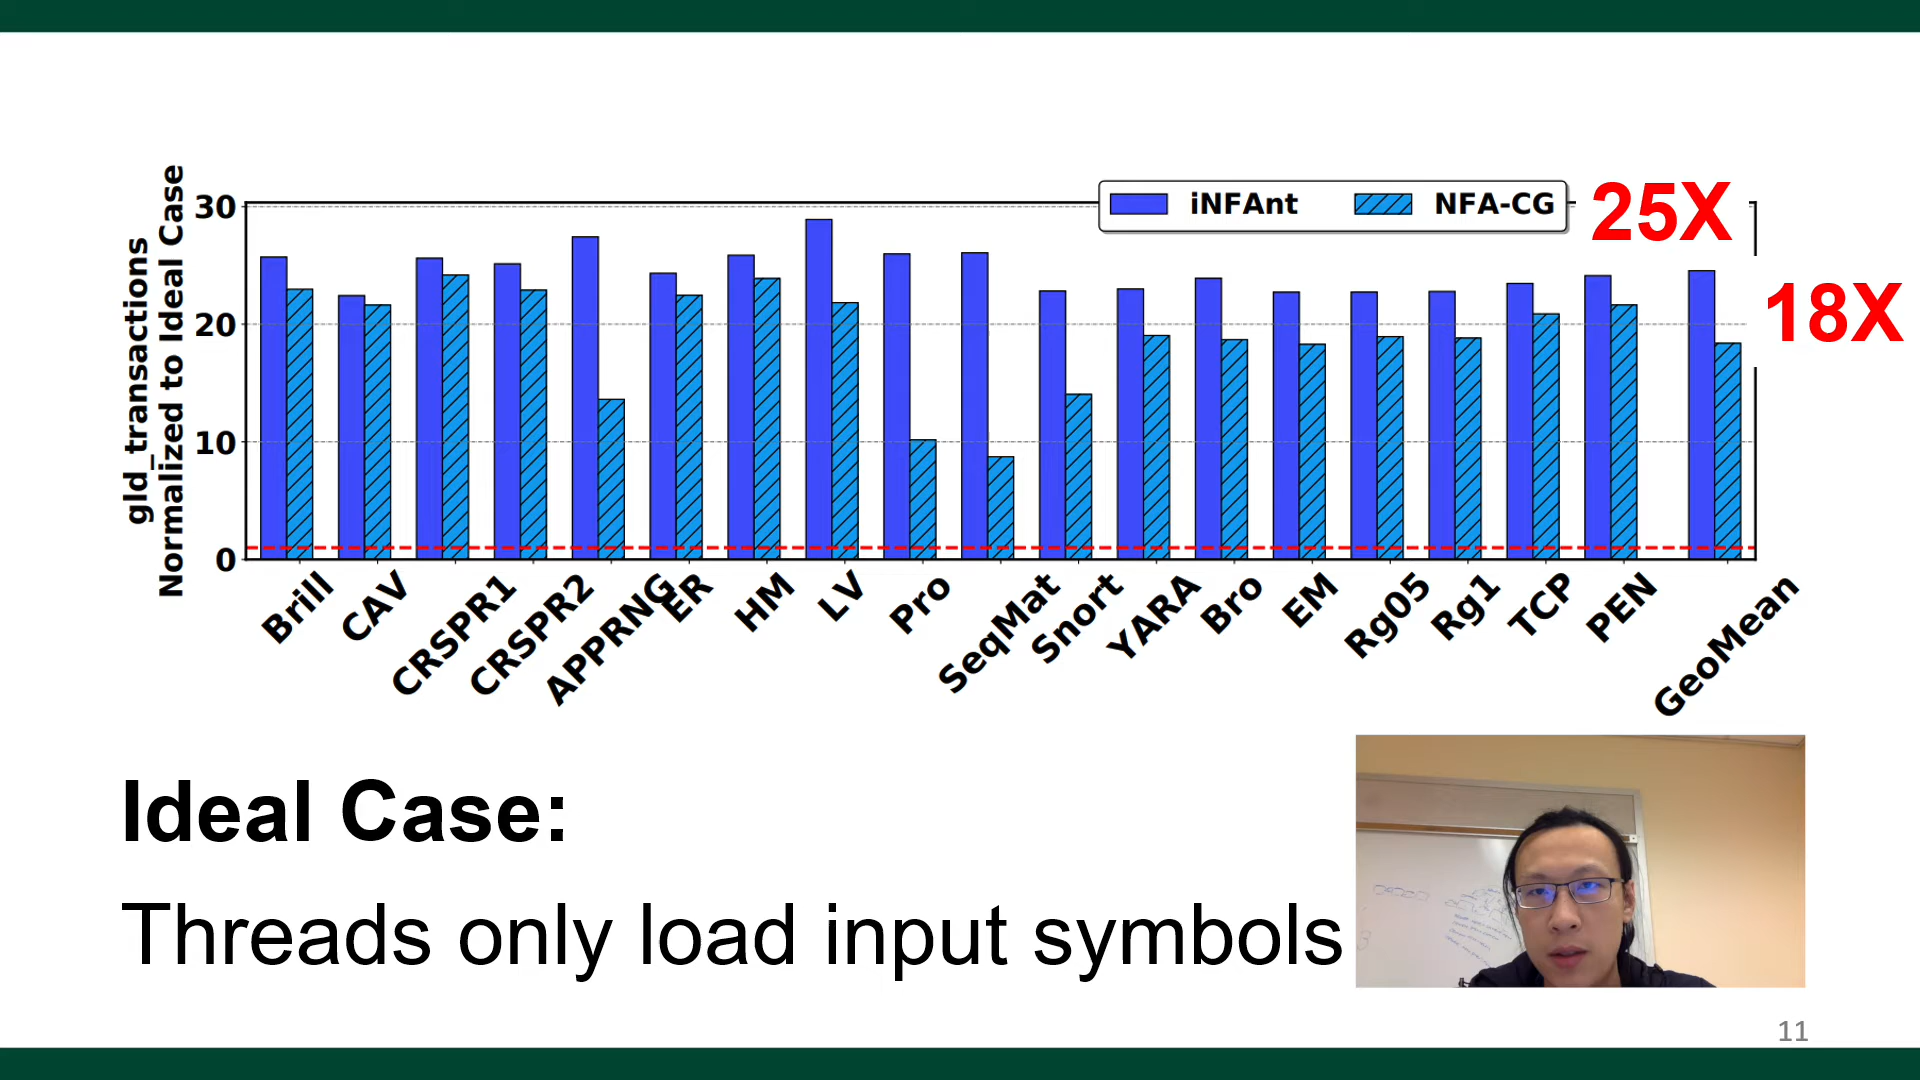 gld_transactions
Normalized to Ideal Case
30
20
10
0
iNFAnt NFA-CG
25X
18X
Brill CAV CRSPR1 CRSPR2 APPRNG ER HM LV Pro SeqMat Snort YARA Bro EM Rg05 Rg1 TCP PEN GeoMean
Ideal Case:
Threads only load input symbols
11